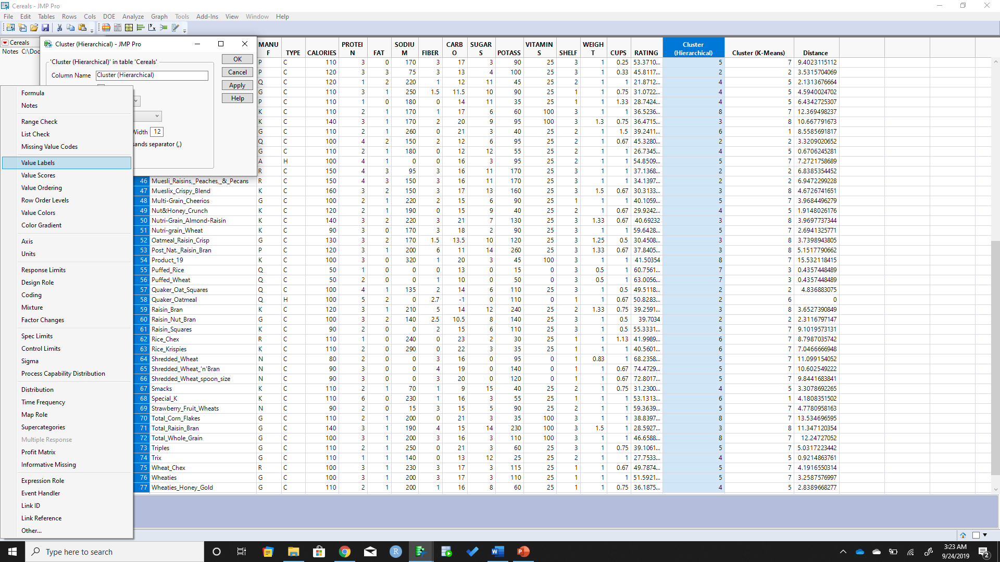 Cereals - JMP Pro
File Edit Tables Rows Cols DOE Analyze Graph Tools Add-Ins View Window Help
Cereals
Notes C:\Doc
Cluster (Hierarchical) - JMP Pro
'Cluster (Hierarchical)' in table 'Cereals'
Column Name Cluster (Hierarchical)
OK
Cancel
Apply
Help
Width 12
sands separator (,)
Formula
Notes
Range Check
List Check
Missing Value Codes
Value Labels
Value Scores
Value Ordering
Row Order Levels
Value Colors
Color Gradient
Axis
Units
Response Limits
Design Role
Coding
Mixture
Factor Changes
Spec Limits
Control Limits
Sigma
Process Capability Distribution
Distribution
Time Frequency
Map Role
Supercategories
Multiple Response
Profit Matrix
Informative Missing
Expression Role
Event Handler
Link ID
Link Reference
Other...
MANUF TYPE CALORIES PROTEIN FAT SODIUM FIBER CARBO SUGARS POTASS VITAMINS SHELF WEIGHT CUPS RATING Cluster (Hierarchical) Cluster (K-Means) Distance
P C 110 3 0 170 3 17 3 90 25 3 1 0.25 53.3710... 5 7 9.4023115112
P C 120 3 3 75 3 13 4 100 25 3 1 0.33 45.8117... 2 2 3.5315704069
Q C 120 1 2 220 1 12 11 45 25 2 1 1 21.8712... 4 5 2.1313676664
G C 110 3 1 250 1.5 11.5 10 90 25 1 1 0.75 31.0722... 4 5 4.5940024702
P C 110 1 0 180 0 14 11 35 25 1 1 1.33 28.7424... 4 5 6.4342725307
K C 110 2 1 170 1 17 6 60 100 3 1 1 36.5236... 8 7 12.369498237
K C 140 3 1 170 2 20 9 95 100 3 1.3 0.75 36.4715... 3 8 10.667791673
G C 110 2 1 260 0 21 3 40 25 2 1 1.5 39.2411... 6 1 8.5585691817
Q C 100 4 2 150 2 12 6 95 25 2 1 0.67 45.3280... 2 2 3.3209020652
G C 110 2 1 180 0 12 12 55 25 2 1 1 26.7345... 4 5 0.6706245281
A H 100 4 1 0 0 16 3 95 25 2 1 1 54.8509... 5 7 7.2721758689
R C 150 4 3 95 3 16 11 170 25 3 1 1 37.1368... 2 2 6.8385354452
46 Muesli_Raisins,_Peaches,_&_Pecans R C 150 4 3 150 3 16 11 170 25 3 1 1 34.1397... 2 2 6.9472299228
47 Mueslix_Crispy_Blend K C 160 3 2 150 3 17 13 160 25 3 1.5 0.67 30.3133... 3 8 4.6726741651
48 Multi-Grain_Cheerios G C 100 2 1 220 2 15 6 90 25 1 1 1 40.1059... 5 7 3.9684496279
49 Nut&Honey_Crunch K C 120 2 1 190 0 15 9 40 25 2 1 0.67 29.9242... 4 5 1.9148026176
50 Nutri-Grain_Almond-Raisin K C 140 3 2 220 3 21 7 130 25 3 1.33 0.67 40.69232 3 8 3.9697737344
51 Nutri-grain_Wheat K C 90 3 0 170 3 18 2 90 25 3 1 1 59.6428... 5 7 2.6941325771
52 Oatmeal_Raisin_Crisp G C 130 3 2 170 1.5 13.5 10 120 25 3 1.25 0.5 30.4508... 3 8 3.7398943805
53 Post_Nat._Raisin_Bran P C 120 3 1 200 6 11 14 260 25 3 1.33 0.67 37.8405... 3 8 5.1517790662
54 Product_19 K C 100 3 0 320 1 20 3 45 100 3 1 1 41.50354 8 7 15.532118415
55 Puffed_Rice Q C 50 1 0 0 0 13 0 15 0 3 0.5 1 60.7561... 7 3 0.4357448489
56 Puffed_Wheat Q C 50 2 0 0 1 10 0 50 0 3 0.5 1 63.0056... 7 3 0.4357448489
57 Quaker_Oat_Squares Q C 100 4 1 135 2 14 6 110 25 3 1 0.5 49.5118... 2 2 4.836883075
58 Quaker_Oatmeal Q H 100 5 2 0 2.7 -1 0 110 0 1 1 0.67 50.8283... 2 6 0
59 Raisin_Bran K C 120 3 1 210 5 14 12 240 25 2 1.33 0.75 39.2591... 3 8 3.6527390849
60 Raisin_Nut_Bran G C 100 3 2 140 2.5 10.5 8 140 25 3 1 0.5 39.7034 2 2 2.3116797147
61 Raisin_Squares K C 90 2 0 0 2 15 6 110 25 3 1 0.5 55.3331... 5 7 9.1019573131
62 Rice_Chex R C 110 1 0 240 0 23 2 30 25 1 1 1.13 41.9989... 6 7 8.7987035742
63 Rice_Krispies K C 110 2 0 290 0 22 3 35 25 1 1 1 40.5601... 6 7 7.0466666948
64 Shredded_Wheat N C 80 2 0 0 3 16 0 95 0 1 0.83 1 68.2358... 5 7 11.099154052
65 Shredded_Wheat_'n'Bran N C 90 3 0 0 4 19 0 140 0 1 1 0.67 74.4729... 5 7 10.602549222
66 Shredded_Wheat_spoon_size N C 90 3 0 0 3 20 0 120 0 1 1 0.67 72.8017... 5 7 9.8441683841
67 Smacks K C 110 2 1 70 1 9 15 40 25 2 1 0.75 31.2300... 4 5 3.3078692265
68 Special_K K C 110 6 0 230 1 16 3 55 25 1 1 1 53.1313... 6 1 4.1808351502
69 Strawberry_Fruit_Wheats N C 90 2 0 15 3 15 5 90 25 2 1 1 59.3639... 5 7 4.7780958163
70 Total_Corn_Flakes G C 110 2 1 200 0 21 3 35 100 3 1 1 38.8397... 8 7 13.534696595
71 Total_Raisin_Bran G C 140 3 1 190 4 15 14 230 100 3 1.5 1 28.5927... 3 8 11.347120354
72 Total_Whole_Grain G C 100 3 1 200 3 16 3 110 100 3 1 1 46.6588... 8 7 12.24727052
73 Triples G C 110 2 1 250 0 21 3 60 25 3 1 0.75 39.1061... 5 7 5.0317223442
74 Trix G C 110 1 1 140 0 13 12 25 25 2 1 1 27.7533... 4 5 0.9214863761
75 Wheat_Chex R C 100 3 1 230 3 17 3 115 25 1 1 0.67 49.7874... 5 7 4.1916550314
76 Wheaties G C 100 3 1 200 3 17 3 110 25 1 1 1 51.5921... 5 7 3.2587576997
77 Wheaties_Honey_Gold G C 110 2 1 200 1 16 8 60 25 1 1 0.75 36.1875... 4 5 2.8389668277
Type here to search
3:23 AM
9/24/2019
2